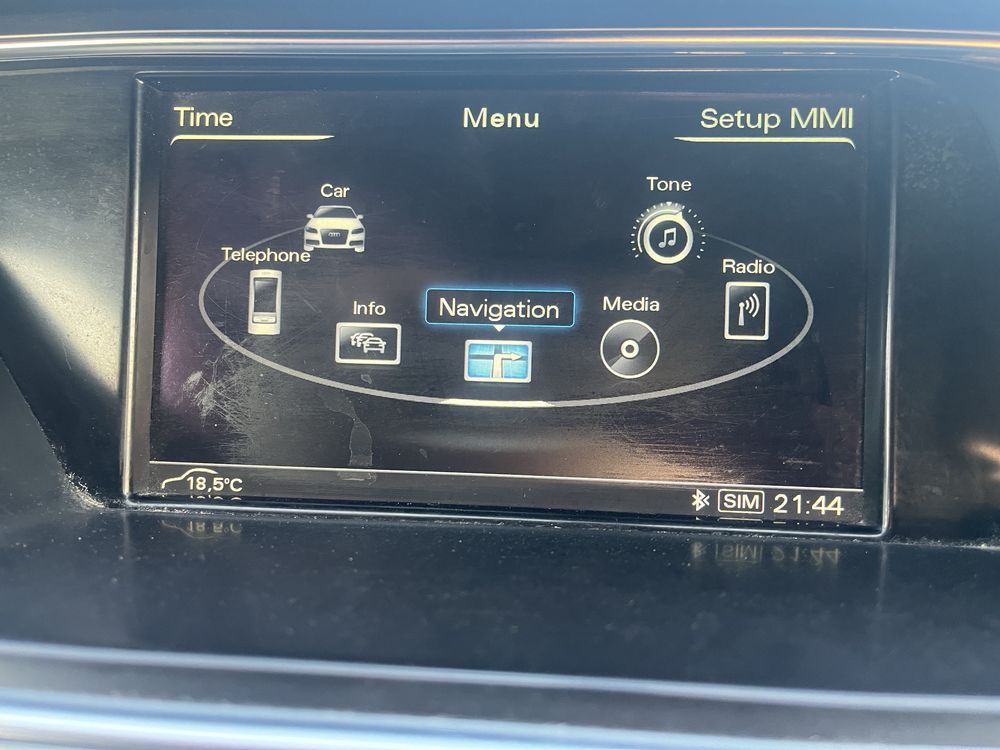 Time
Menu
Setup MMI
Car
Tone
Telephone
Radio
Info
Navigation
Media
18,5°C
SIM
21:44